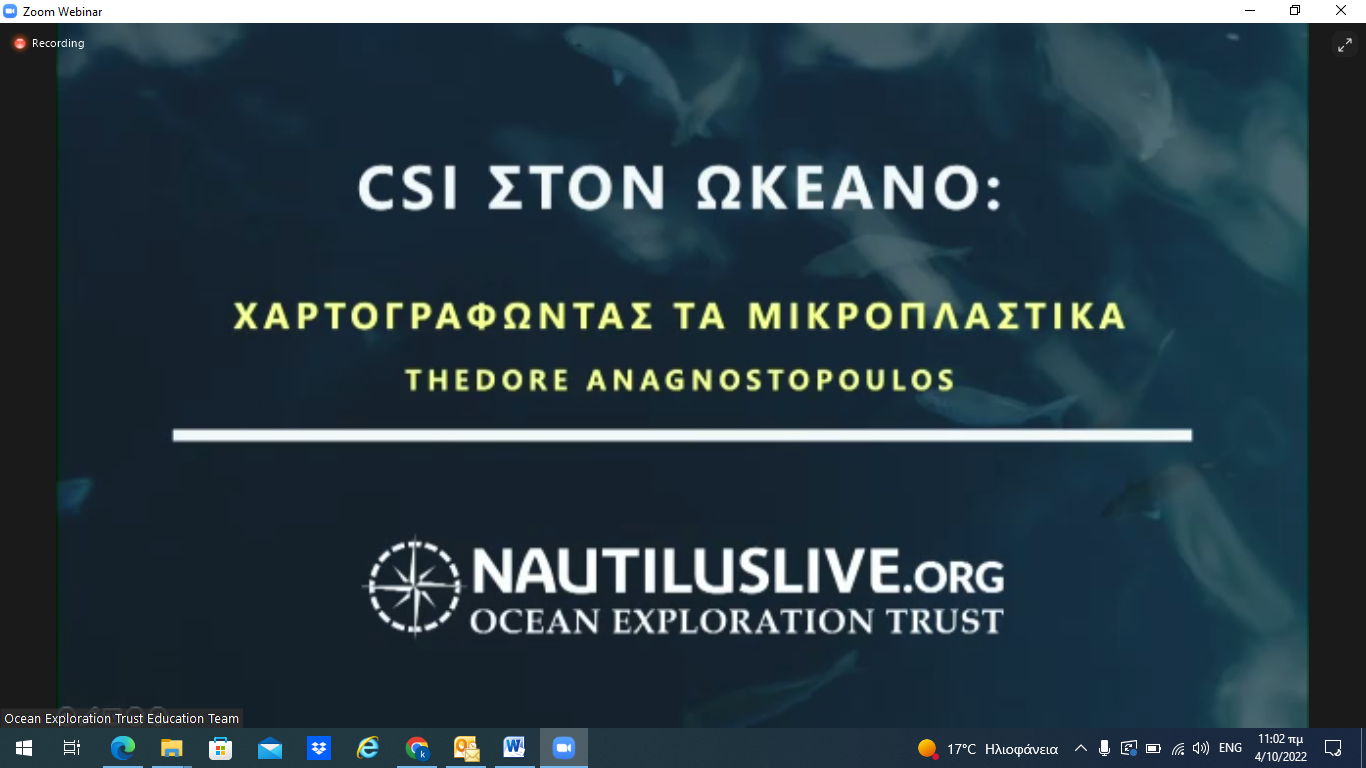 Zoom Webinar
Recording
CSI ΣΤΟΝ ΩΚΕΑΝΟ:
ΧΑΡΤΟΓΡΑΦΩΝΤΑΣ ΤΑ ΜΙΚΡΟΠΛΑΣΤΙΚΑ
THEDORE ANAGNOSTOPOULOS
NAUTILUSLIVE.ORG
OCEAN EXPLORATION TRUST
Ocean Exploration Trust Education Team
17°C Ηλιοφάνεια
ENG
11:02 πμ
4/10/2022